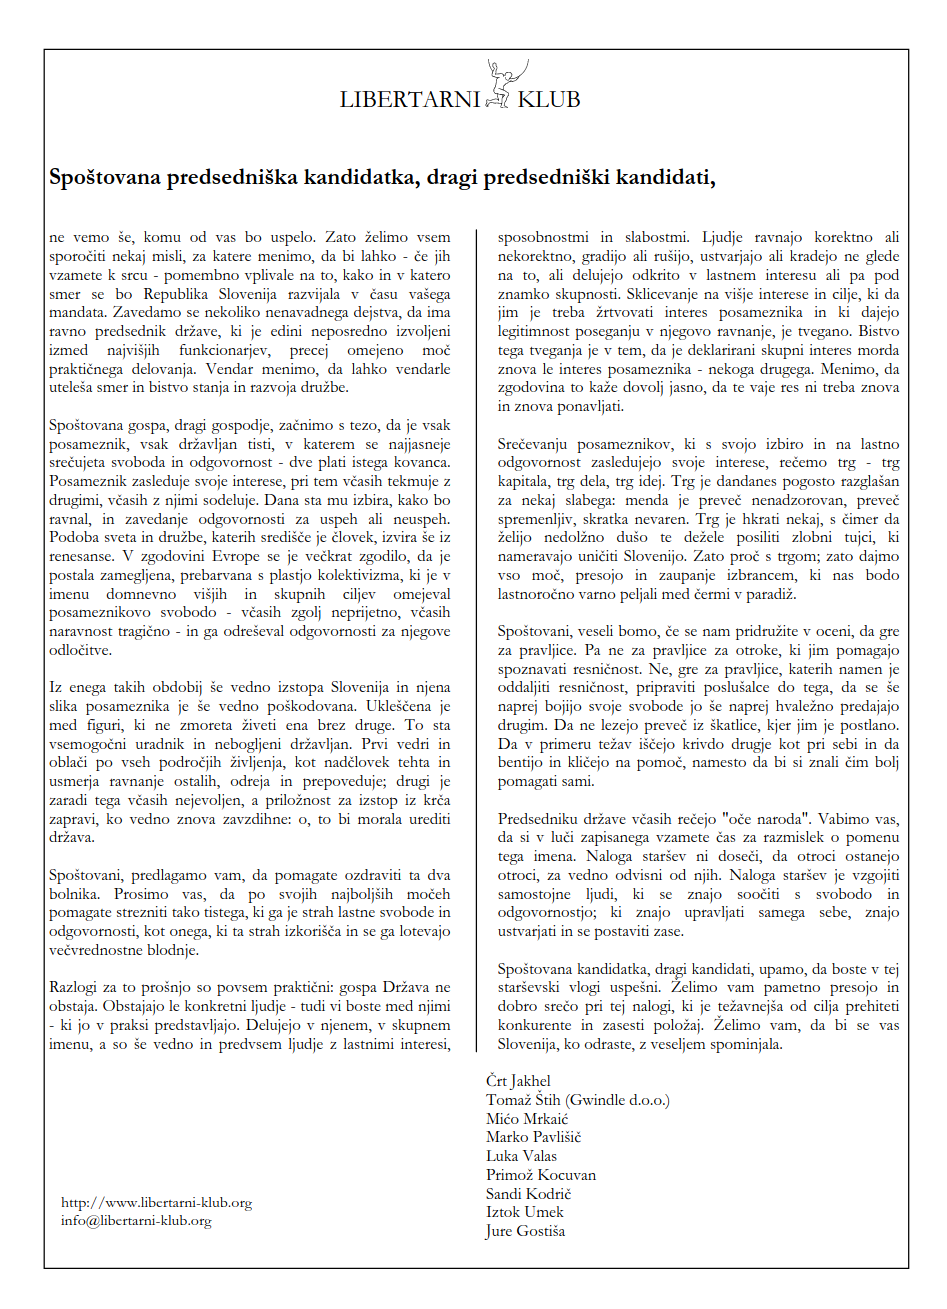 LIBERTARNI KLUB
Spoštovana predsedniška kandidatka, dragi predsedniški kandidati,
ne vemo še, komu od vas bo uspelo. Zato želimo vsem
sporočiti nekaj misli, za katere menimo, da bi lahko - če jih
vzamete k srcu - pomembno vplivale na to, kako in v katero
smer se bo Republika Slovenija razvijala v času vašega
mandata. Zavedamo se nekoliko nenavadnega dejstva, da ima
ravno predsednik države, ki je edini neposredno izvoljeni
izmed najvišjih funkcionarjev, precej omejeno moč
praktičnega delovanja. Vendar menimo, da lahko vendarle
uteleša smer in bistvo stanja in razvoja družbe.
Spoštovana gospa, dragi gospodje, začnimo s tezo, da je vsak
posameznik, vsak državljan tisti, v katerem se najjasneje
srečujeta svoboda in odgovornost - dve plati istega kovanca.
Posameznik zasleduje svoje interese, pri tem včasih tekmuje z
drugimi, včasih z njimi sodeluje. Dana sta mu izbira, kako bo
ravnal, in zavedanje odgovornosti za uspeh ali neuspeh.
Podoba sveta in družbe, katerih središče je človek, izvira še iz
renesanse. V zgodovini Evrope se je večkrat zgodilo, da je
postala zamegljena, prebarvana s plastjo kolektivizma, ki je v
imenu domnevno višjih in skupnih ciljev omejeval
posameznikovo svobodo - včasih zgolj neprijetno, včasih
naravnost tragično - in ga odreševal odgovornosti za njegove
odločitve.
Iz enega takih obdobij še vedno izstopa Slovenija in njena
slika posameznika je še vedno poškodovana. Ukleščena je
med figuri, ki ne zmoreta živeti ena brez druge. To sta
vsemogočni uradnik in nebogljeni državljan. Prvi vedri in
oblači po vseh področjih življenja, kot nadčlovek tehta in
usmerja ravnanje ostalih, odreja in prepoveduje; drugi je
zaradi tega včasih nejevoljen, a priložnost za izstop iz krča
zapravi, ko vedno znova zavzdihne: o, to bi morala urediti
država.
Spoštovani, predlagamo vam, da pomagate ozdraviti ta dva
bolnika. Prosimo vas, da po svojih najboljših močeh
pomagate strezniti tako tistega, ki ga je strah lastne svobode in
odgovornosti, kot onega, ki ta strah izkorišča in se ga lotevajo
večvrednostne blodnje.
Razlogi za to prošnjo so povsem praktični: gospa Država ne
obstaja. Obstajajo le konkretni ljudje - tudi vi boste med njimi
- ki jo v praksi predstavljajo. Delujejo v njenem, v skupnem
imenu, a so še vedno in predvsem ljudje z lastnimi interesi,
sposobnostmi in slabostmi. Ljudje ravnajo korektno ali
nekorektno, gradijo ali rušijo, ustvarjajo ali kradejo ne glede
na to, ali delujejo odkrito v lastnem interesu ali pa pod
znamko skupnosti. Sklicevanje na višje interese in cilje, ki da
jim je treba žrtvovati interes posameznika in ki dajejo
legitimnost poseganju v njegovo ravnanje, je tvegano. Bistvo
tega tveganja je v tem, da je deklarirani skupni interes morda
znova le interes posameznika - nekoga drugega. Menimo, da
zgodovina to kaže dovolj jasno, da te vaje res ni treba znova
in znova ponavljati.
Srečevanju posameznikov, ki s svojo izbiro in na lastno
odgovornost zasledujejo svoje interese, rečemo trg - trg
kapitala, trg dela, trg idej. Trg je dandanes pogosto razglašan
za nekaj slabega: menda je preveč nenadzorovan, preveč
spremenljiv, skratka nevaren. Trg je hkrati nekaj, s čimer da
želijo nedolžno dušo te dežele posiliti zlobni tujci, ki
nameravajo uničiti Slovenijo. Zato proč s trgom; zato dajmo
vso moč, presojo in zaupanje izbrancem, ki nas bodo
lastnoročno varno peljali med čermi v paradiž.
Spoštovani, veseli bomo, če se nam pridružite v oceni, da gre
za pravljice. Pa ne za pravljice za otroke, ki jim pomagajo
spoznavati resničnost. Ne, gre za pravljice, katerih namen je
oddaljiti resničnost, pripraviti poslušalce do tega, da se še
naprej bojijo svoje svobode jo še naprej hvaležno predajajo
drugim. Da ne lezejo preveč iz škatlice, kjer jim je postlano.
Da v primeru težav iščejo krivdo drugje kot pri sebi in da
bentijo in kličejo na pomoč, namesto da bi si znali čim bolj
pomagati sami.
Predsedniku države včasih rečejo "oče naroda". Vabimo vas,
da si v luči zapisanega vzamete čas za razmislek o pomenu
tega imena. Naloga staršev ni doseči, da otroci ostanejo
otroci, za vedno odvisni od njih. Naloga staršev je vzgojiti
samostojne ljudi, ki se znajo soočiti s svobodo in
odgovornostjo; ki znajo upravljati samega sebe, znajo
ustvarjati in se postaviti zase.
Spoštovana kandidatka, dragi kandidati, upamo, da boste v tej
starševski vlogi uspešni. Želimo vam pametno presojo in
dobro srečo pri tej nalogi, ki je težavnejša od cilja prehiteti
konkurente in zasesti položaj. Želimo vam, da bi se vas
Slovenija, ko odraste, z veseljem spominjala.
Črt Jakhel
Tomaž Štih (Gwindle d.o.o.)
Mićo Mrkaić
Marko Pavlišič
Luka Valas
Primož Kocuvan
Sandi Kodrič
Iztok Umek
Jure Gostiša
http://www.libertarni-klub.org
info@libertarni-klub.org